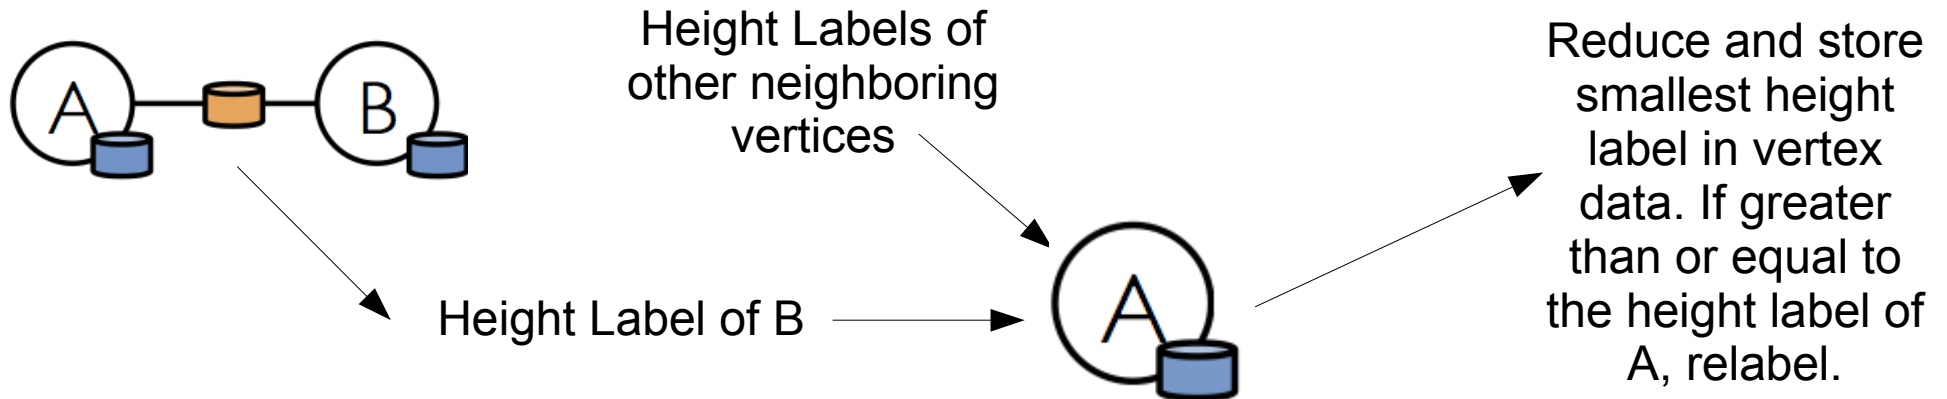 A
B
Height Labels of
other neighboring
vertices
Height Label of B
A
Reduce and store
smallest height
label in vertex
data. If greater
than or equal to
the height label of
A, relabel.